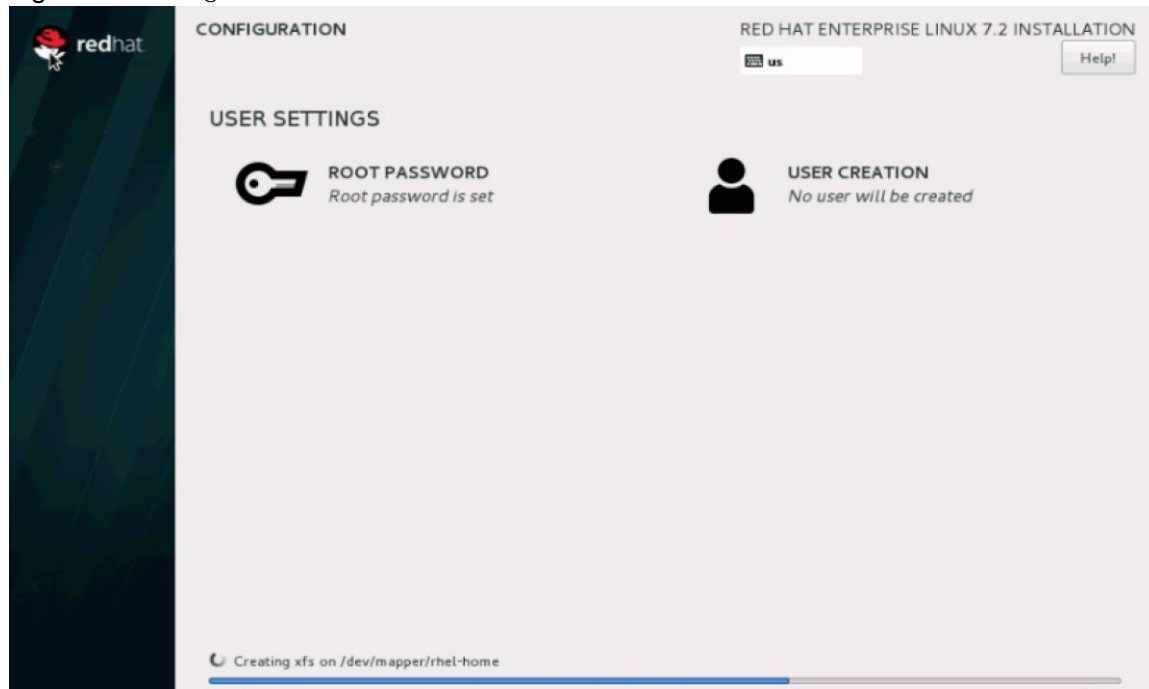 redhat
CONFIGURATION
RED HAT ENTERPRISE LINUX 7.2 INSTALLATION
us
Help!
USER SETTINGS
ROOT PASSWORD
Root password is set
USER CREATION
No user will be created
Creating xfs on /dev/mapper/rhel-home